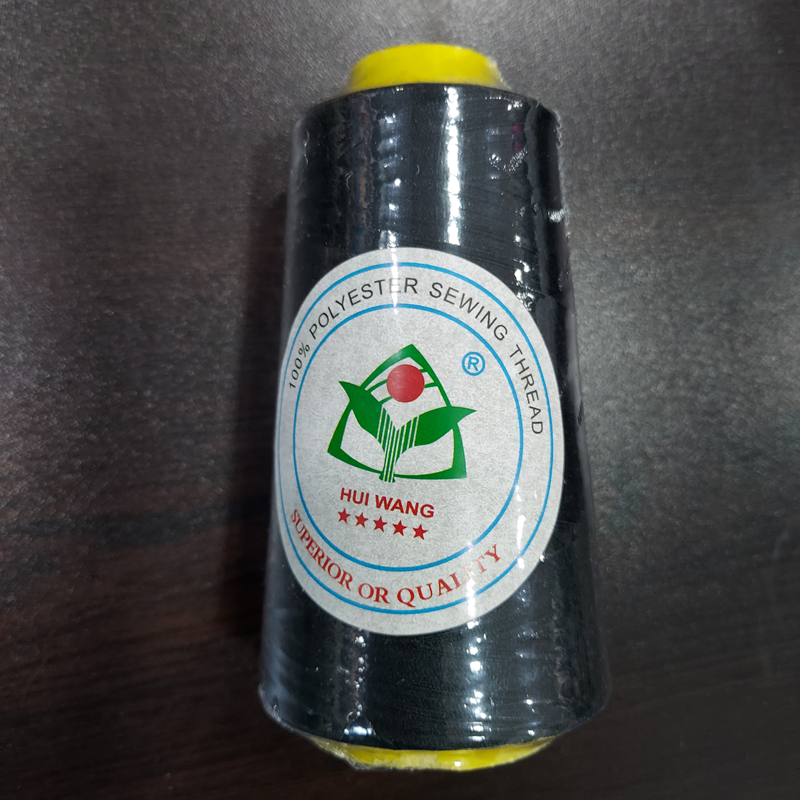 100% POLYESTER SEWING THREAD
®
HUI WANG
★★★★★
SUPERIOR OR QUALITY